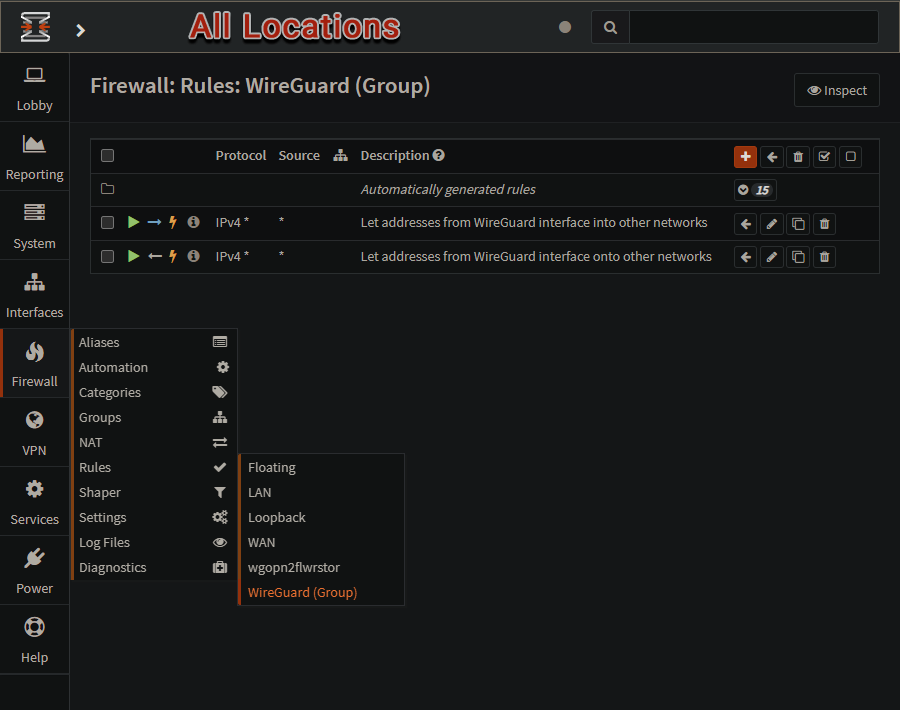 All Locations
Lobby
Reporting
System
Interfaces
Firewall
VPN
Services
Power
Help
Firewall: Rules: WireGuard (Group)
Inspect
Protocol Source Description
Automatically generated rules 15
IPv4 * * Let addresses from WireGuard interface into other networks
IPv4 * * Let addresses from WireGuard interface onto other networks
Aliases
Automation
Categories
Groups
NAT
Rules
Shaper
Settings
Log Files
Diagnostics
Floating
LAN
Loopback
WAN
wgopn2flwrstor
WireGuard (Group)